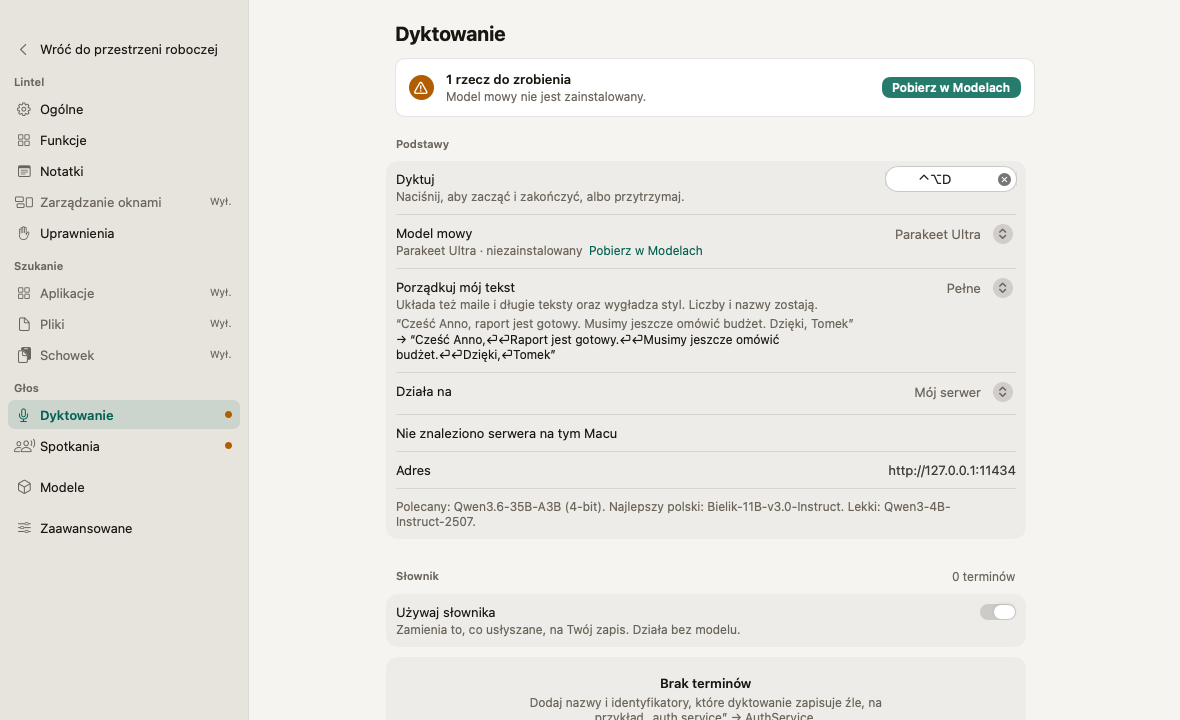 Wróć do przestrzeni roboczej
Lintel
Ogólne
Funkcje
Notatki
Zarządzanie oknami Wył.
Uprawnienia
Szukanie
Aplikacje Wył.
Pliki Wył.
Schowek Wył.
Głos
Dyktowanie
Spotkania
Modele
Zaawansowane
Dyktowanie
1 rzecz do zrobienia
Model mowy nie jest zainstalowany.
Pobierz w Modelach
Podstawy
Dyktuj
Naciśnij, aby zacząć i zakończyć, albo przytrzymaj.
⌃⌥D
Model mowy
Parakeet Ultra · niezainstalowany Pobierz w Modelach
Parakeet Ultra
Porządkuj mój tekst
Układa też maile i długie teksty oraz wygładza styl. Liczby i nazwy zostają.
Pełne
“Cześć Anno, raport jest gotowy. Musimy jeszcze omówić budżet. Dzięki, Tomek”
→ “Cześć Anno,⏎⏎Raport jest gotowy.⏎⏎Musimy jeszcze omówić
budżet.⏎⏎Dzięki,⏎Tomek”
Działa na Mój serwer
Nie znaleziono serwera na tym Macu
Adres http://127.0.0.1:11434
Polecany: Qwen3.6-35B-A3B (4-bit). Najlepszy polski: Bielik-11B-v3.0-Instruct. Lekki: Qwen3-4B-
Instruct-2507.
Słownik 0 terminów
Używaj słownika
Zamienia to, co usłyszane, na Twój zapis. Działa bez modelu.
Brak terminów
Dodaj nazwy i identyfikatory, które dyktowanie zapisuje źle, na
przykład „auth service” → AuthService